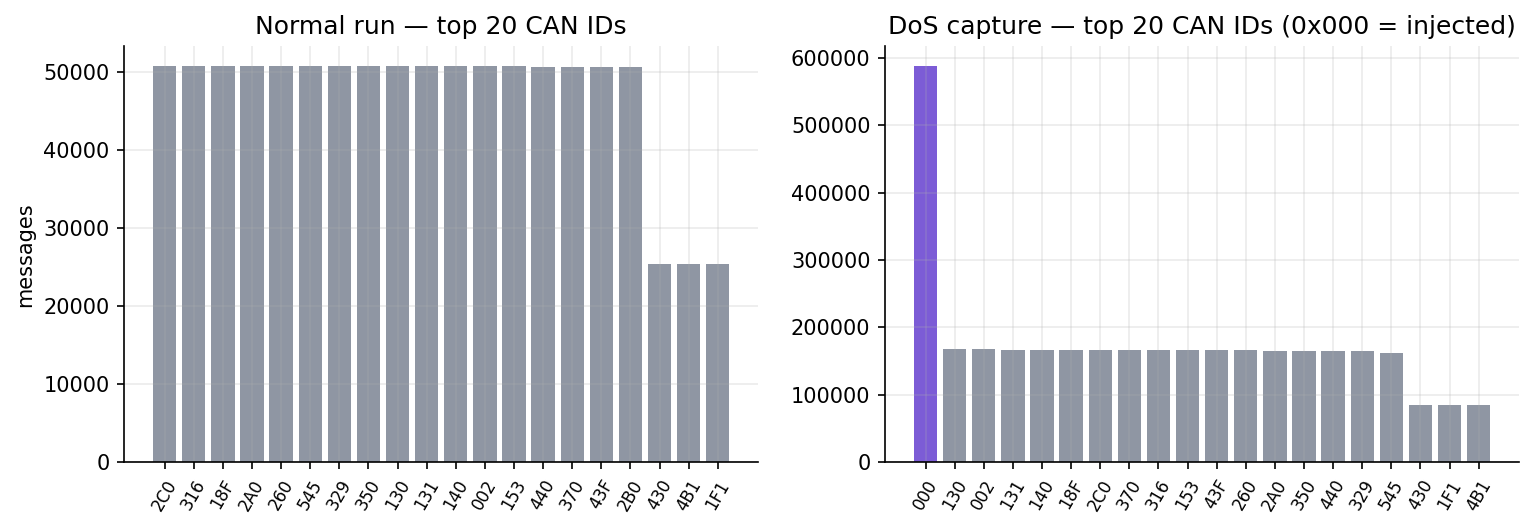 Normal run — top 20 CAN IDs
messages
50000
40000
30000
20000
10000
0
2C0 316 18F 2A0 260 545 329 350 130 131 140 002 153 440 370 43F 2B0 430 4B1 1F1
DoS capture — top 20 CAN IDs (0x000 = injected)
600000
500000
400000
300000
200000
100000
0
000 130 002 131 140 18F 2C0 370 316 153 43F 260 2A0 350 440 329 545 430 1F1 4B1